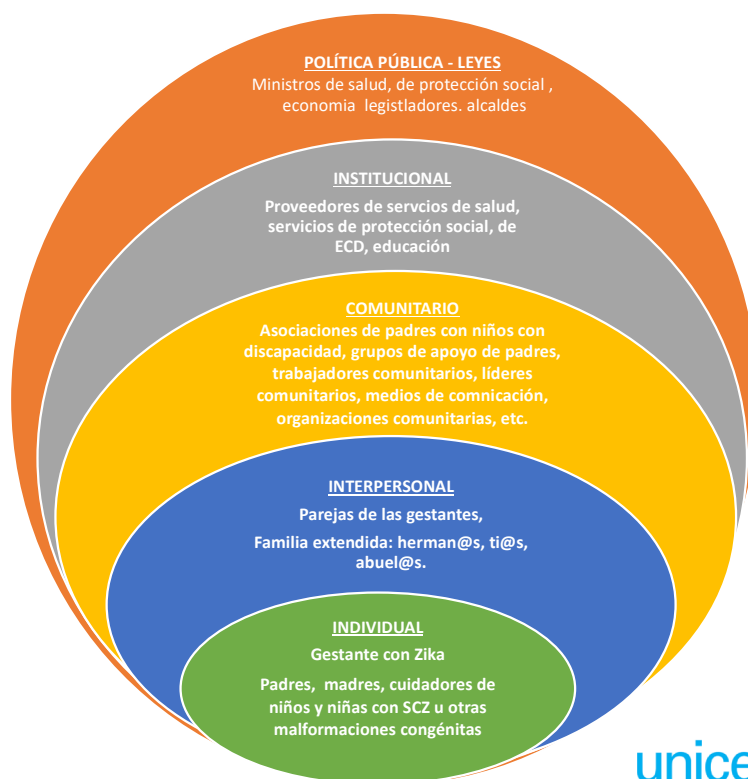 POLÍTICA PÚBLICA - LEYES
Ministros de salud, de protección social ,
economia legistladores. alcaldes
INSTITUCIONAL
Proveedores de servcios de salud,
servicios de protección social, de
ECD, educación
COMUNITARIO
Asociaciones de padres con niños con
discapacidad, grupos de apoyo de padres,
trabajadores comunitarios, líderes
comunitarios, medios de comnicación,
organizaciones comunitarias, etc.
INTERPERSONAL
Parejas de las gestantes,
Familia extendida: herman@s, ti@s,
abuel@s.
INDIVIDUAL
Gestante con Zika
Padres, madres, cuidadores de
niños y niñas con SCZ u otras
malformaciones congénitas
unice